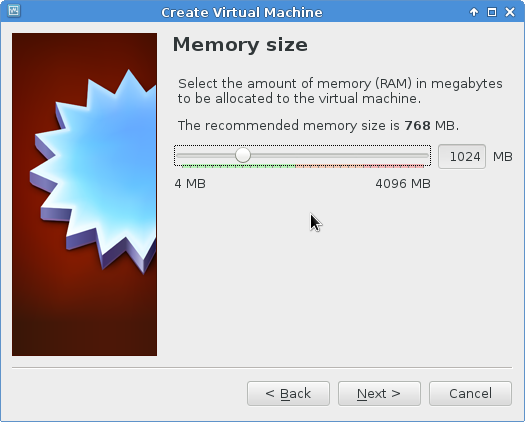 Create Virtual Machine
Memory size
Select the amount of memory (RAM) in megabytes
to be allocated to the virtual machine.
The recommended memory size is 768 MB.
1024 MB
4 MB 4096 MB
< Back Next > Cancel